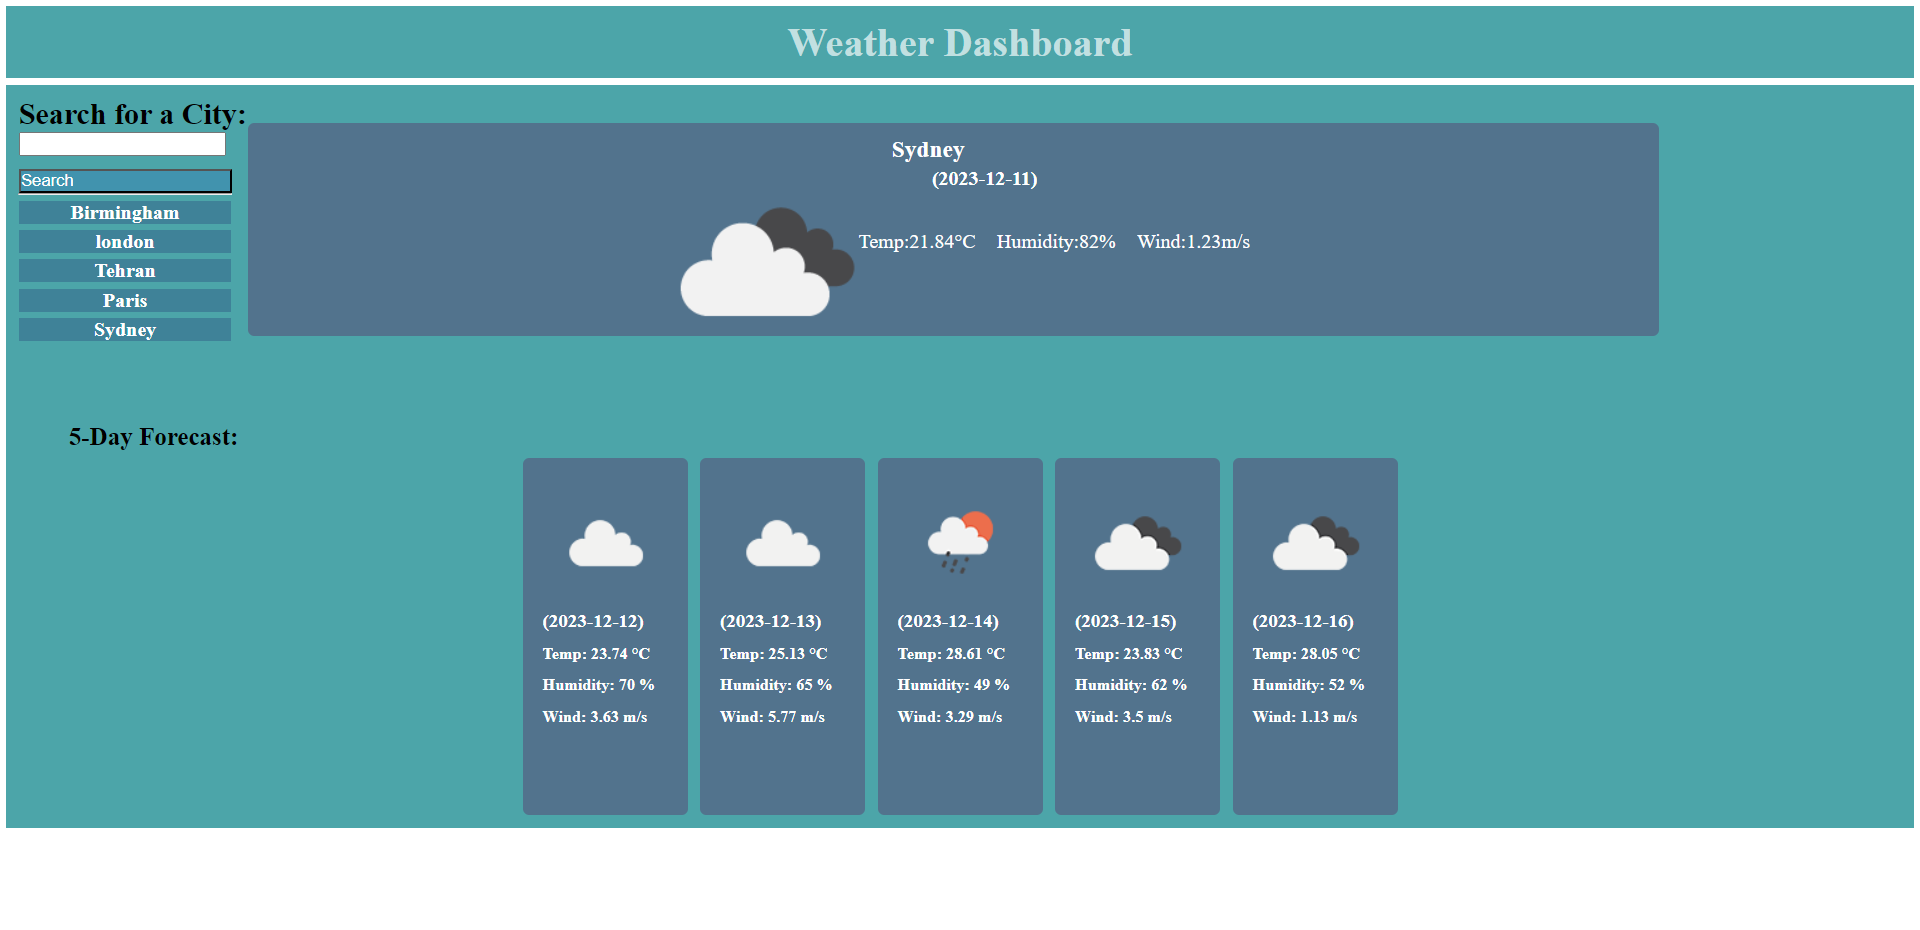 Weather Dashboard
Search for a City:
Search
Birmingham
london
Tehran
Paris
Sydney
Sydney
(2023-12-11)
Temp:21.84°C Humidity:82% Wind:1.23m/s
5-Day Forecast:
(2023-12-12)
Temp: 23.74 °C
Humidity: 70 %
Wind: 3.63 m/s
(2023-12-13)
Temp: 25.13 °C
Humidity: 65 %
Wind: 5.77 m/s
(2023-12-14)
Temp: 28.61 °C
Humidity: 49 %
Wind: 3.29 m/s
(2023-12-15)
Temp: 23.83 °C
Humidity: 62 %
Wind: 3.5 m/s
(2023-12-16)
Temp: 28.05 °C
Humidity: 52 %
Wind: 1.13 m/s